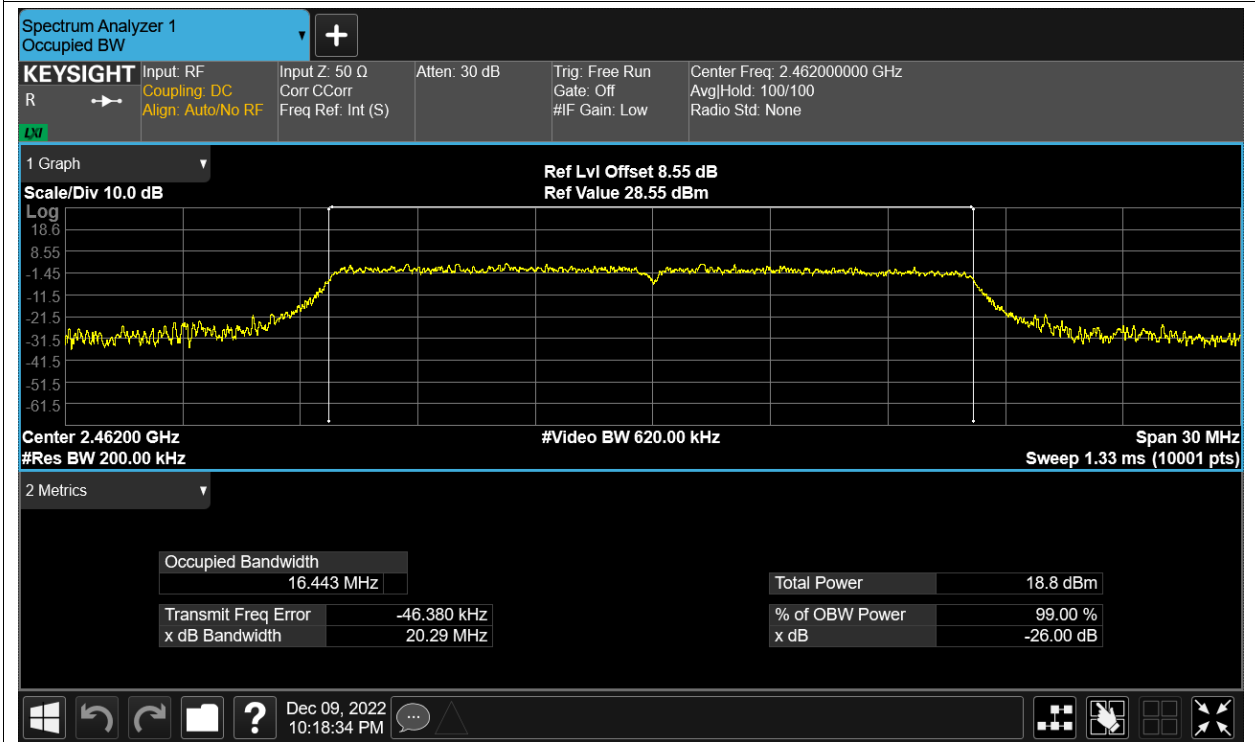 Spectrum Analyzer 1
Occupied BW
KEYSIGHT
R
LXI
Input: RF
Coupling: DC
Align: Auto/No RF
Input Z: 50 Ω
Corr CCorr
Freq Ref: Int (S)
Atten: 30 dB
Trig: Free Run
Gate: Off
#IF Gain: Low
Center Freq: 2.462000000 GHz
Avg|Hold: 100/100
Radio Std: None
1 Graph
Scale/Div 10.0 dB
Ref Lvl Offset 8.55 dB
Ref Value 28.55 dBm
Log
18.6
8.55
-1.45
-11.5
-21.5
-31.5
-41.5
-51.5
-61.5
Center 2.46200 GHz
#Video BW 620.00 kHz
Span 30 MHz
#Res BW 200.00 kHz
Sweep 1.33 ms (10001 pts)
2 Metrics
Occupied Bandwidth
16.443 MHz
Total Power 18.8 dBm
Transmit Freq Error -46.380 kHz
% of OBW Power 99.00 %
x dB Bandwidth 20.29 MHz
x dB -26.00 dB
?
Dec 09, 2022
10:18:34 PM